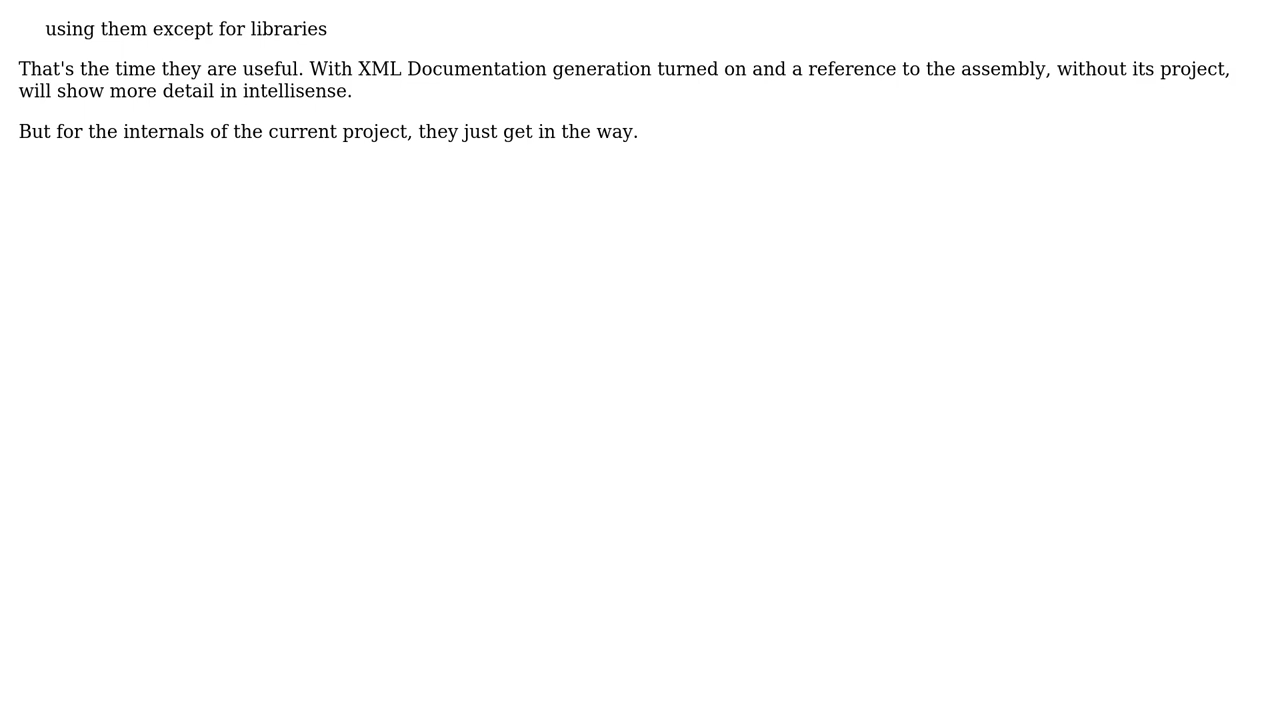 using them except for libraries
That's the time they are useful. With XML Documentation generation turned on and a reference to the assembly, without its project,
will show more detail in intellisense.
But for the internals of the current project, they just get in the way.